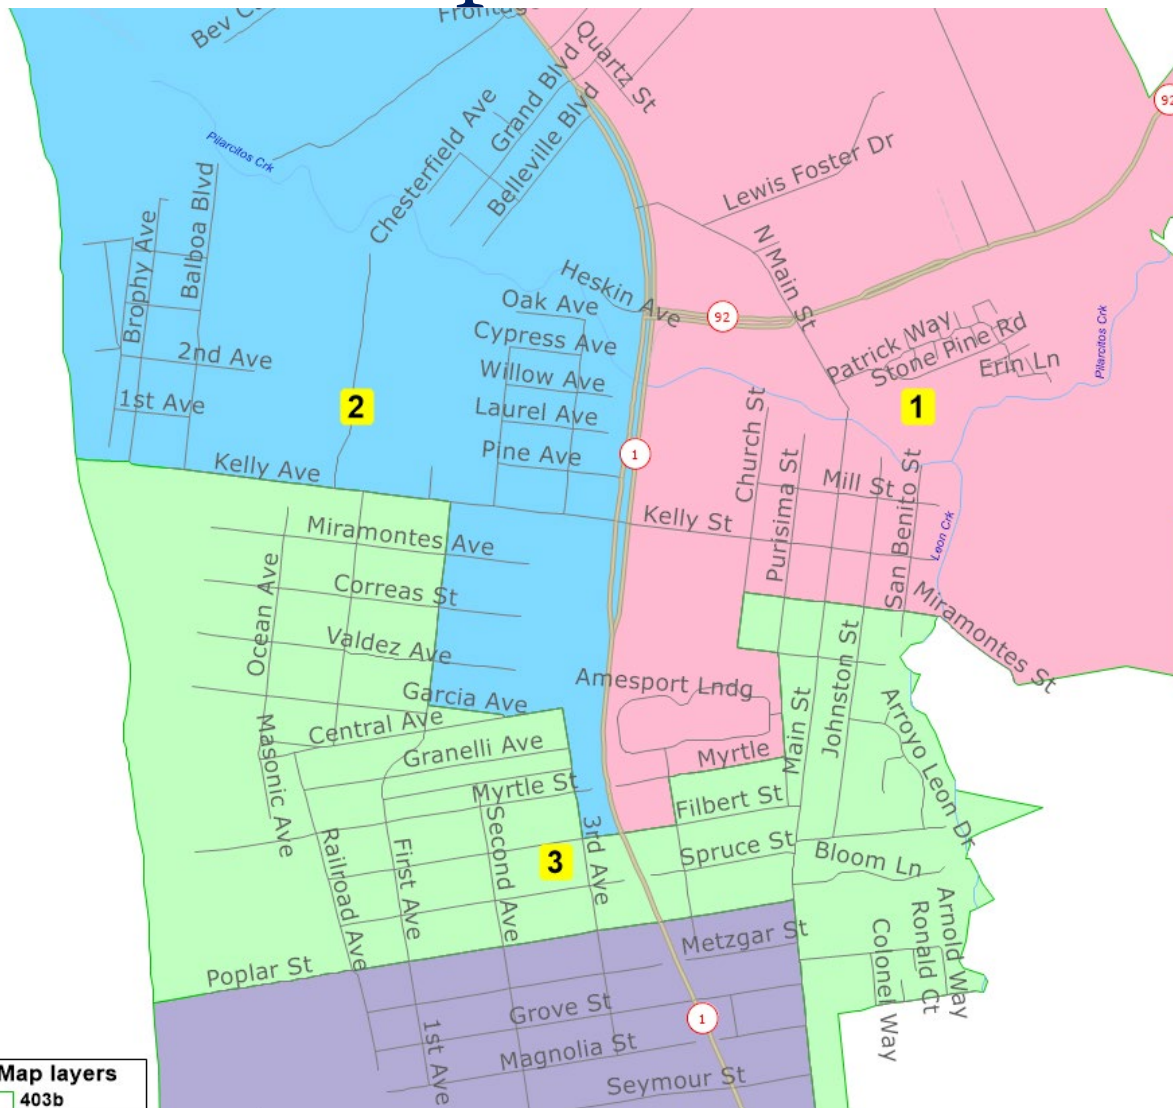 Quartz St
Grand Blvd
Belleville Blvd
Chesterfield Ave
Pilarcitos Crk
92
Lewis Foster Dr
N Main St
Balboa Blvd
Brophy Ave
Heskin Ave
Oak Ave
Cypress Ave
Willow Ave
Laurel Ave
Pine Ave
92
Patrick Way
Stone Pine Rd
Erin Ln
Pilarcitos Crk
2nd Ave
1st Ave
2
1
1
Church St
Purisima St
Mill St
San Benito St
Leon Crk
Kelly Ave
Kelly St
Miramontes Ave
Correas St
Ocean Ave
Valdez Ave
Miramontes St
Amesport Lndg
Garcia Ave
Central Ave
Granelli Ave
Masonic Ave
Main St
Johnston St
Arroyo Leon Dr
Myrtle
Myrtle St
Filbert St
Spruce St
Bloom Ln
3
3rd Ave
Second Ave
First Ave
Railroad Ave
Poplar St
Metzgar St
Colonel Way
Ronald Ct
Arnold Way
Grove St
1
1st Ave
Magnolia St
Seymour St
Map layers
403b